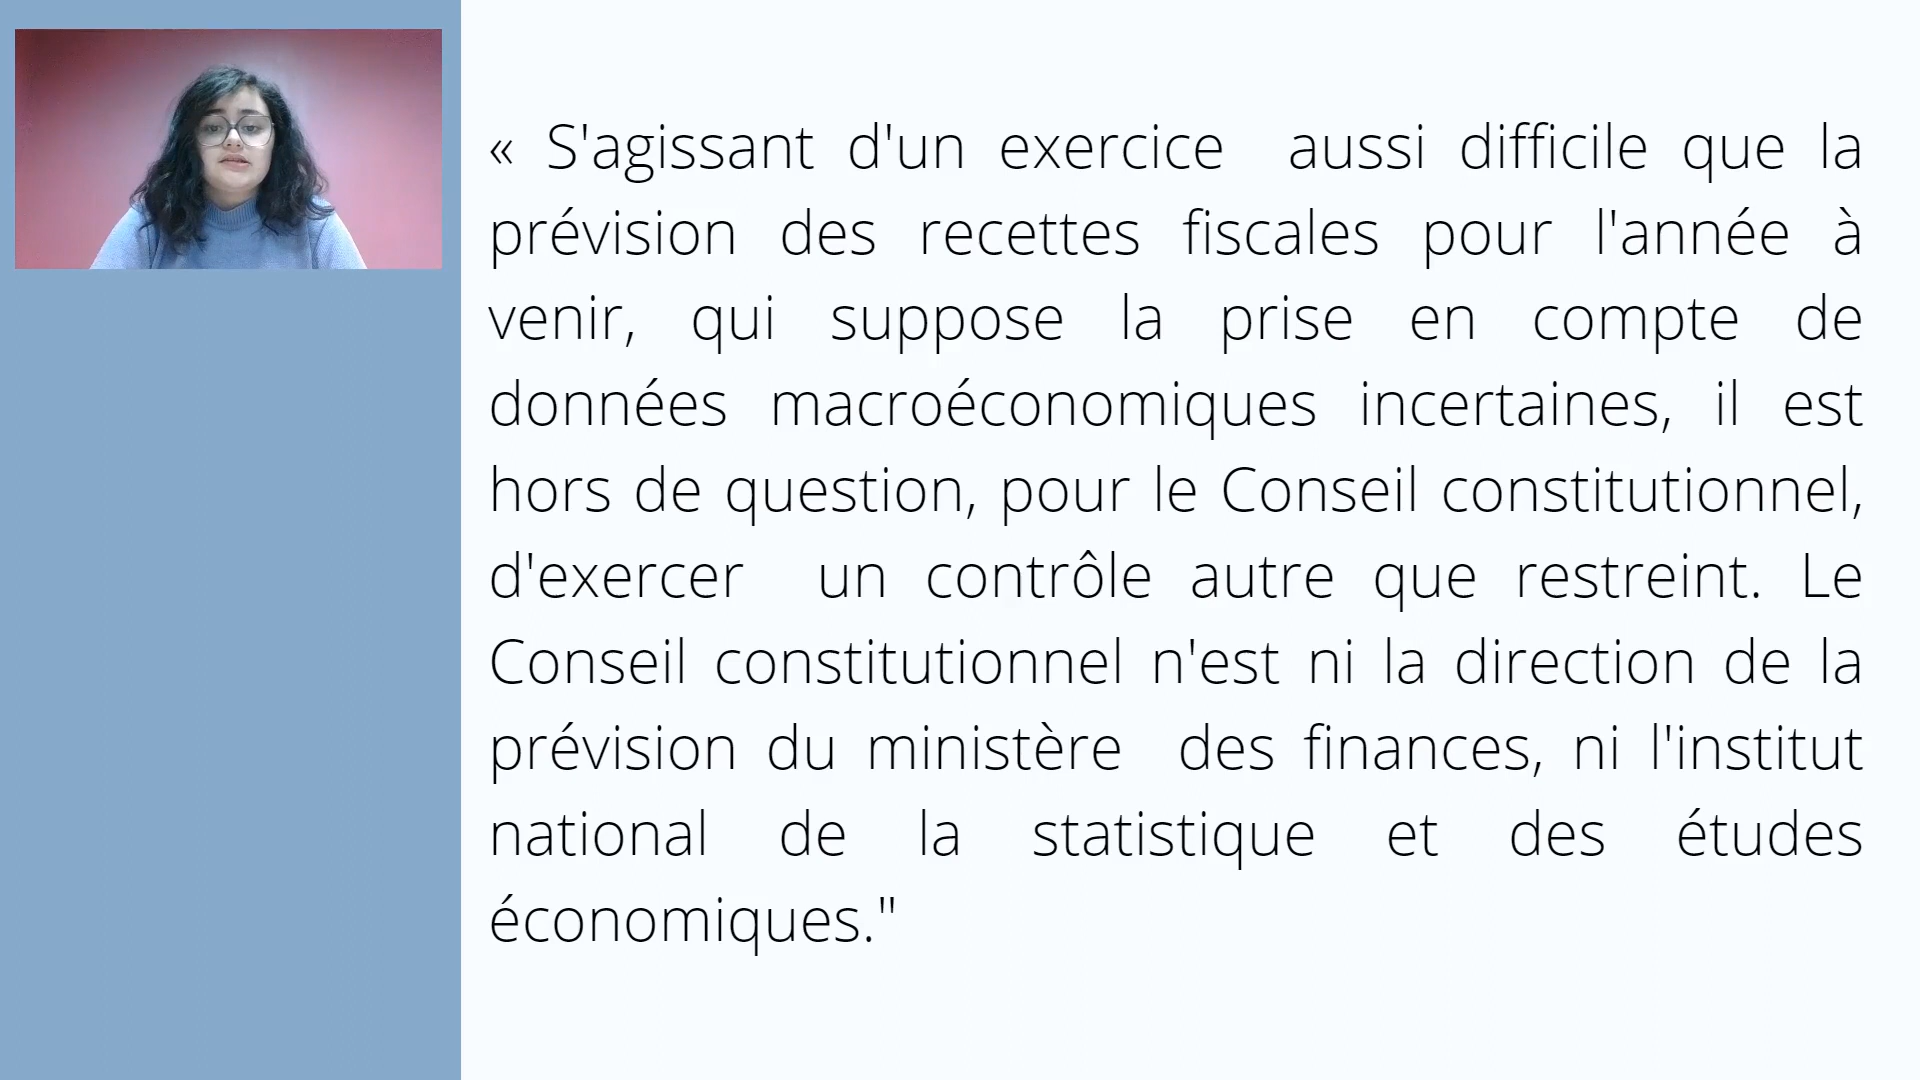 « S'agissant d'un exercice aussi difficile que la
prévision des recettes fiscales pour l'année à
venir, qui suppose la prise en compte de
données macroéconomiques incertaines, il est
hors de question, pour le Conseil constitutionnel,
d'exercer un contrôle autre que restreint. Le
Conseil constitutionnel n'est ni la direction de la
prévision du ministère des finances, ni l'institut
national de la statistique et des études
économiques."